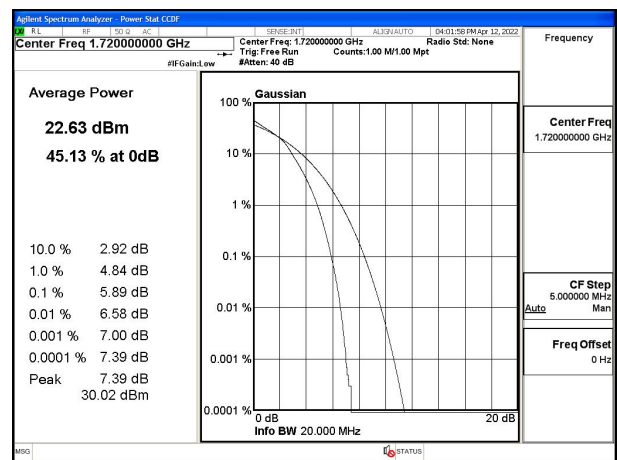 Agilent Spectrum Analyzer - Power Stat CCDF
RL RF 50 Ω AC SENSE:INT ALIGN AUTO 04:01:58 PM Apr 12, 2022
Center Freq 1.720000000 GHz
Center Freq: 1.720000000 GHz Radio Std: None
Trig: Free Run Counts:1.00 M/1.00 Mpt
#IFGain:Low #Atten: 40 dB
Frequency
Average Power
22.63 dBm
45.13 % at 0dB
10.0 % 2.92 dB
1.0 % 4.84 dB
0.1 % 5.89 dB
0.01 % 6.58 dB
0.001 % 7.00 dB
0.0001 % 7.39 dB
Peak 7.39 dB
30.02 dBm
Gaussian
100 %
10 %
1 %
0.1 %
0.01 %
0.001 %
0.0001 %
0 dB 20 dB
Info BW 20.000 MHz
Center Freq
1.720000000 GHz
CF Step
5.000000 MHz
Auto Man
Freq Offset
0 Hz
MSG STATUS